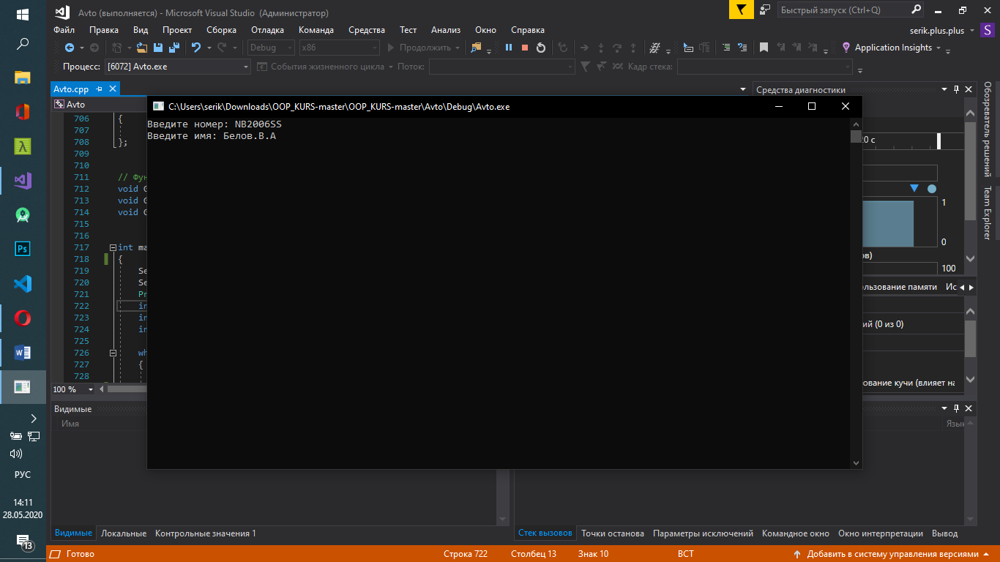 Avto (выполняется) - Microsoft Visual Studio (Администратор)
Быстрый запуск (Ctrl+Q)
Файл Правка Вид Проект Сборка Отладка Команда Средства Тест Анализ Окно Справка
serik.plus.plus S
Debug x86 Продолжить Application Insights
Процесс: [6072] Avto.exe События жизненного цикла Поток: Кадр стека:
Avto.cpp
Avto
Средства диагностики
C:\Users\serik\Downloads\OOP_KURS-master\OOP_KURS-master\Avto\Debug\Avto.exe
Введите номер: NB2006SS
Введите имя: Белов.В.А
706 {
707
708 };
709
710
711 // Фун
712 void G
713 void G
714 void G
715
716
717 int ma
718 {
719 Se
720 Se
721 Pr
722 in
723 in
724 in
725
726 wh
727 {
728
100 %
20 с
1
0
ов)
100
ользование памяти Ис
ий (0 из 0)
ование кучи (влияет на
Обозреватель решений
Team Explorer
Видимые
Имя
Язык
Видимые Локальные Контрольные значения 1
Стек вызовов Точки останова Параметры исключений Командное окно Окно интерпретации Вывод
Готово Строка 722 Столбец 13 Знак 10 ВСТ Добавить в систему управления версиями
λ
Ps
W
РУС
14:11
28.05.2020
13